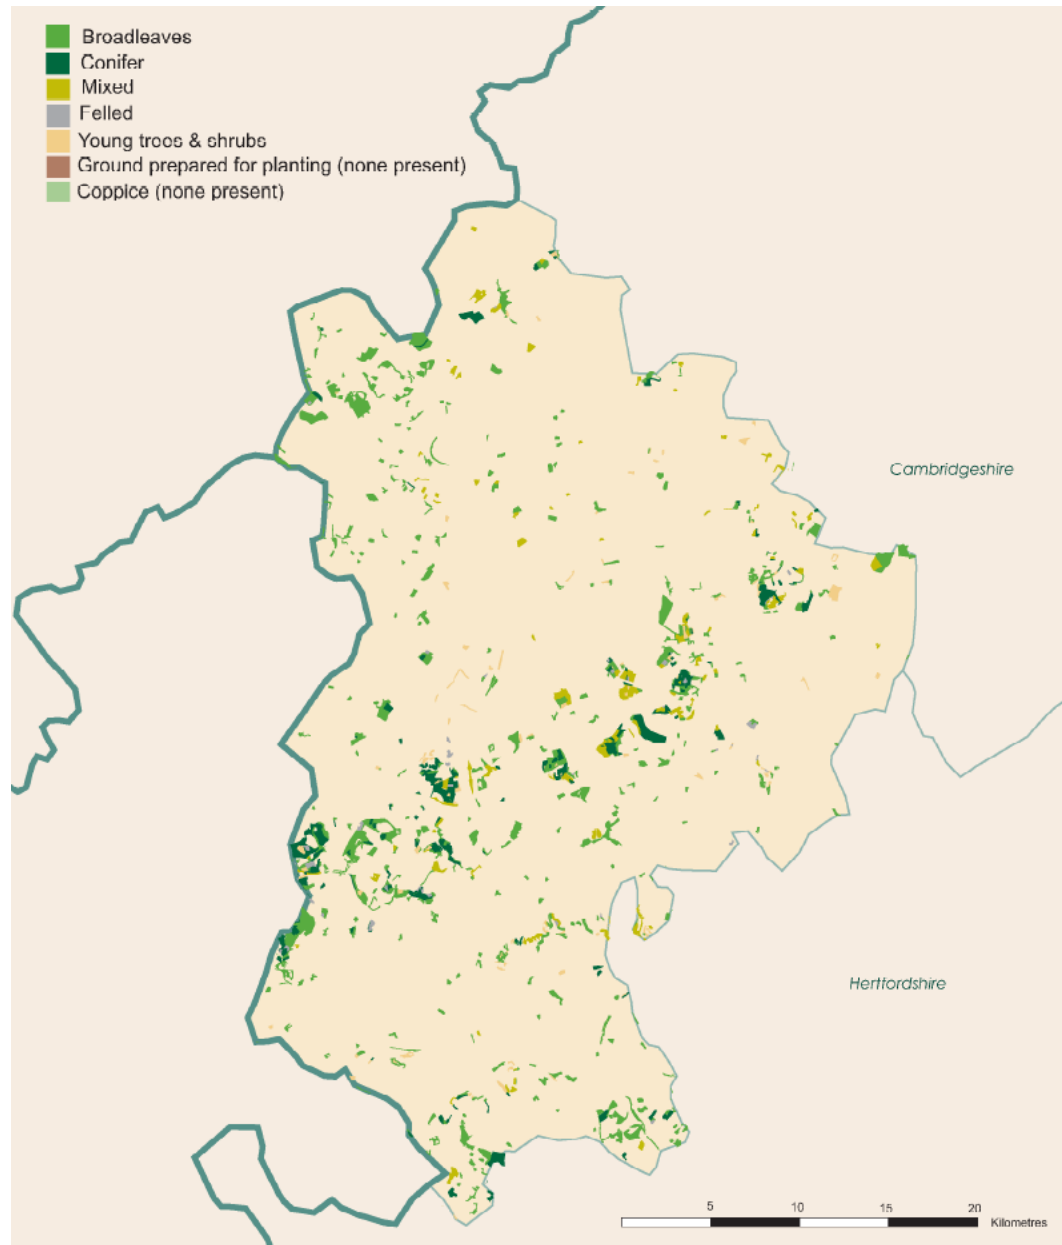 Broadleaves
Conifer
Mixed
Felled
Young trees & shrubs
Ground prepared for planting (none present)
Coppice (none present)
Cambridgeshire
Hertfordshire
5 10 15 20
Kilometres